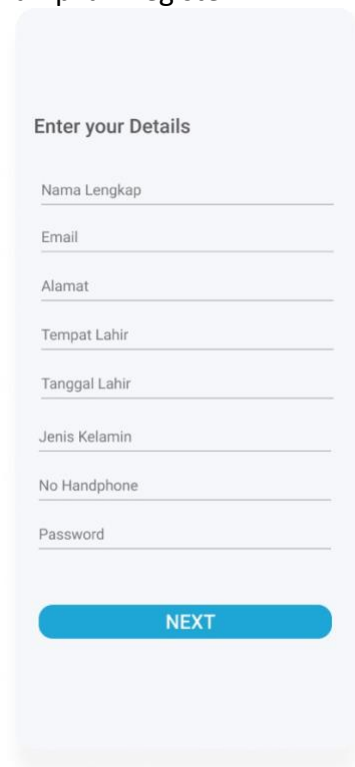 Enter your Details
Nama Lengkap
Email
Alamat
Tempat Lahir
Tanggal Lahir
Jenis Kelamin
No Handphone
Password
NEXT